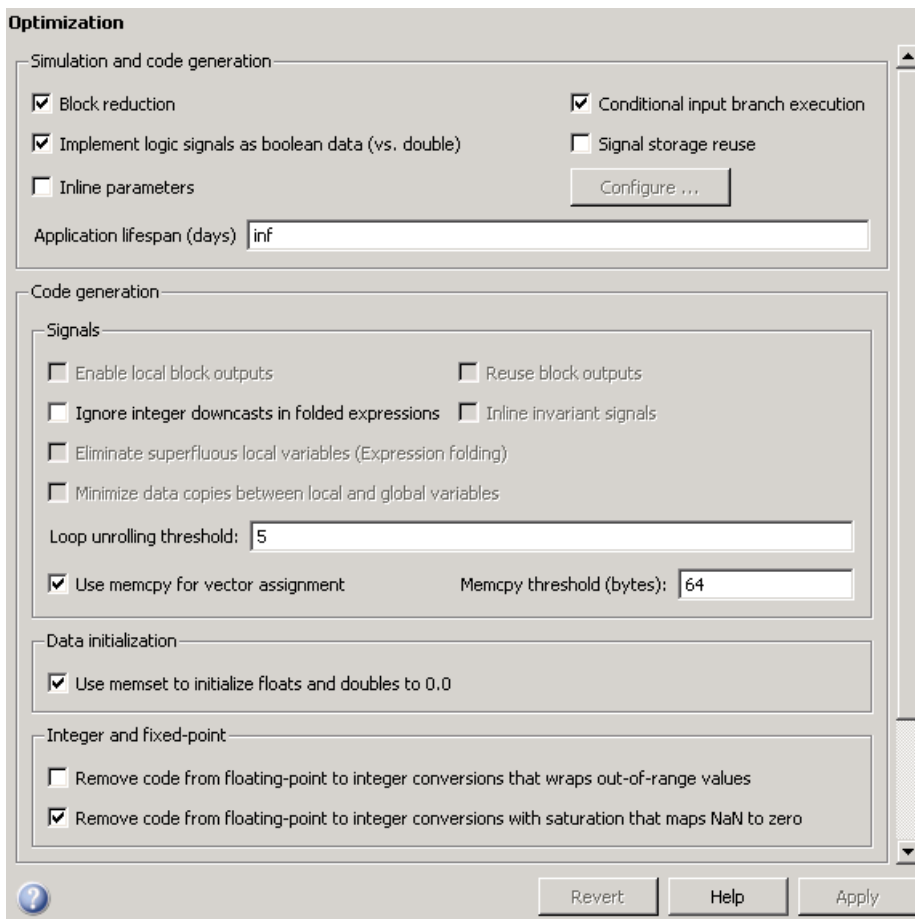 Optimization
Simulation and code generation
Block reduction
Conditional input branch execution
Implement logic signals as boolean data (vs. double)
Signal storage reuse
Inline parameters
Configure ...
Application lifespan (days) inf
Code generation
Signals
Enable local block outputs
Reuse block outputs
Ignore integer downcasts in folded expressions
Inline invariant signals
Eliminate superfluous local variables (Expression folding)
Minimize data copies between local and global variables
Loop unrolling threshold: 5
Use memcpy for vector assignment
Memcpy threshold (bytes): 64
Data initialization
Use memset to initialize floats and doubles to 0.0
Integer and fixed-point
Remove code from floating-point to integer conversions that wraps out-of-range values
Remove code from floating-point to integer conversions with saturation that maps NaN to zero
? Revert Help Apply